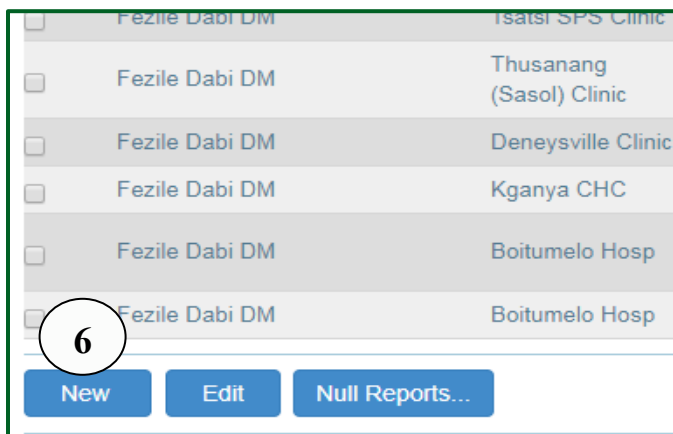 Fezile Dabi DM Tsatsi SPS Clinic
Fezile Dabi DM Thusanang
(Sasol) Clinic
Fezile Dabi DM Deneysville Clinic
Fezile Dabi DM Kganya CHC
Fezile Dabi DM Boitumelo Hosp
Fezile Dabi DM Boitumelo Hosp
6
New Edit Null Reports...